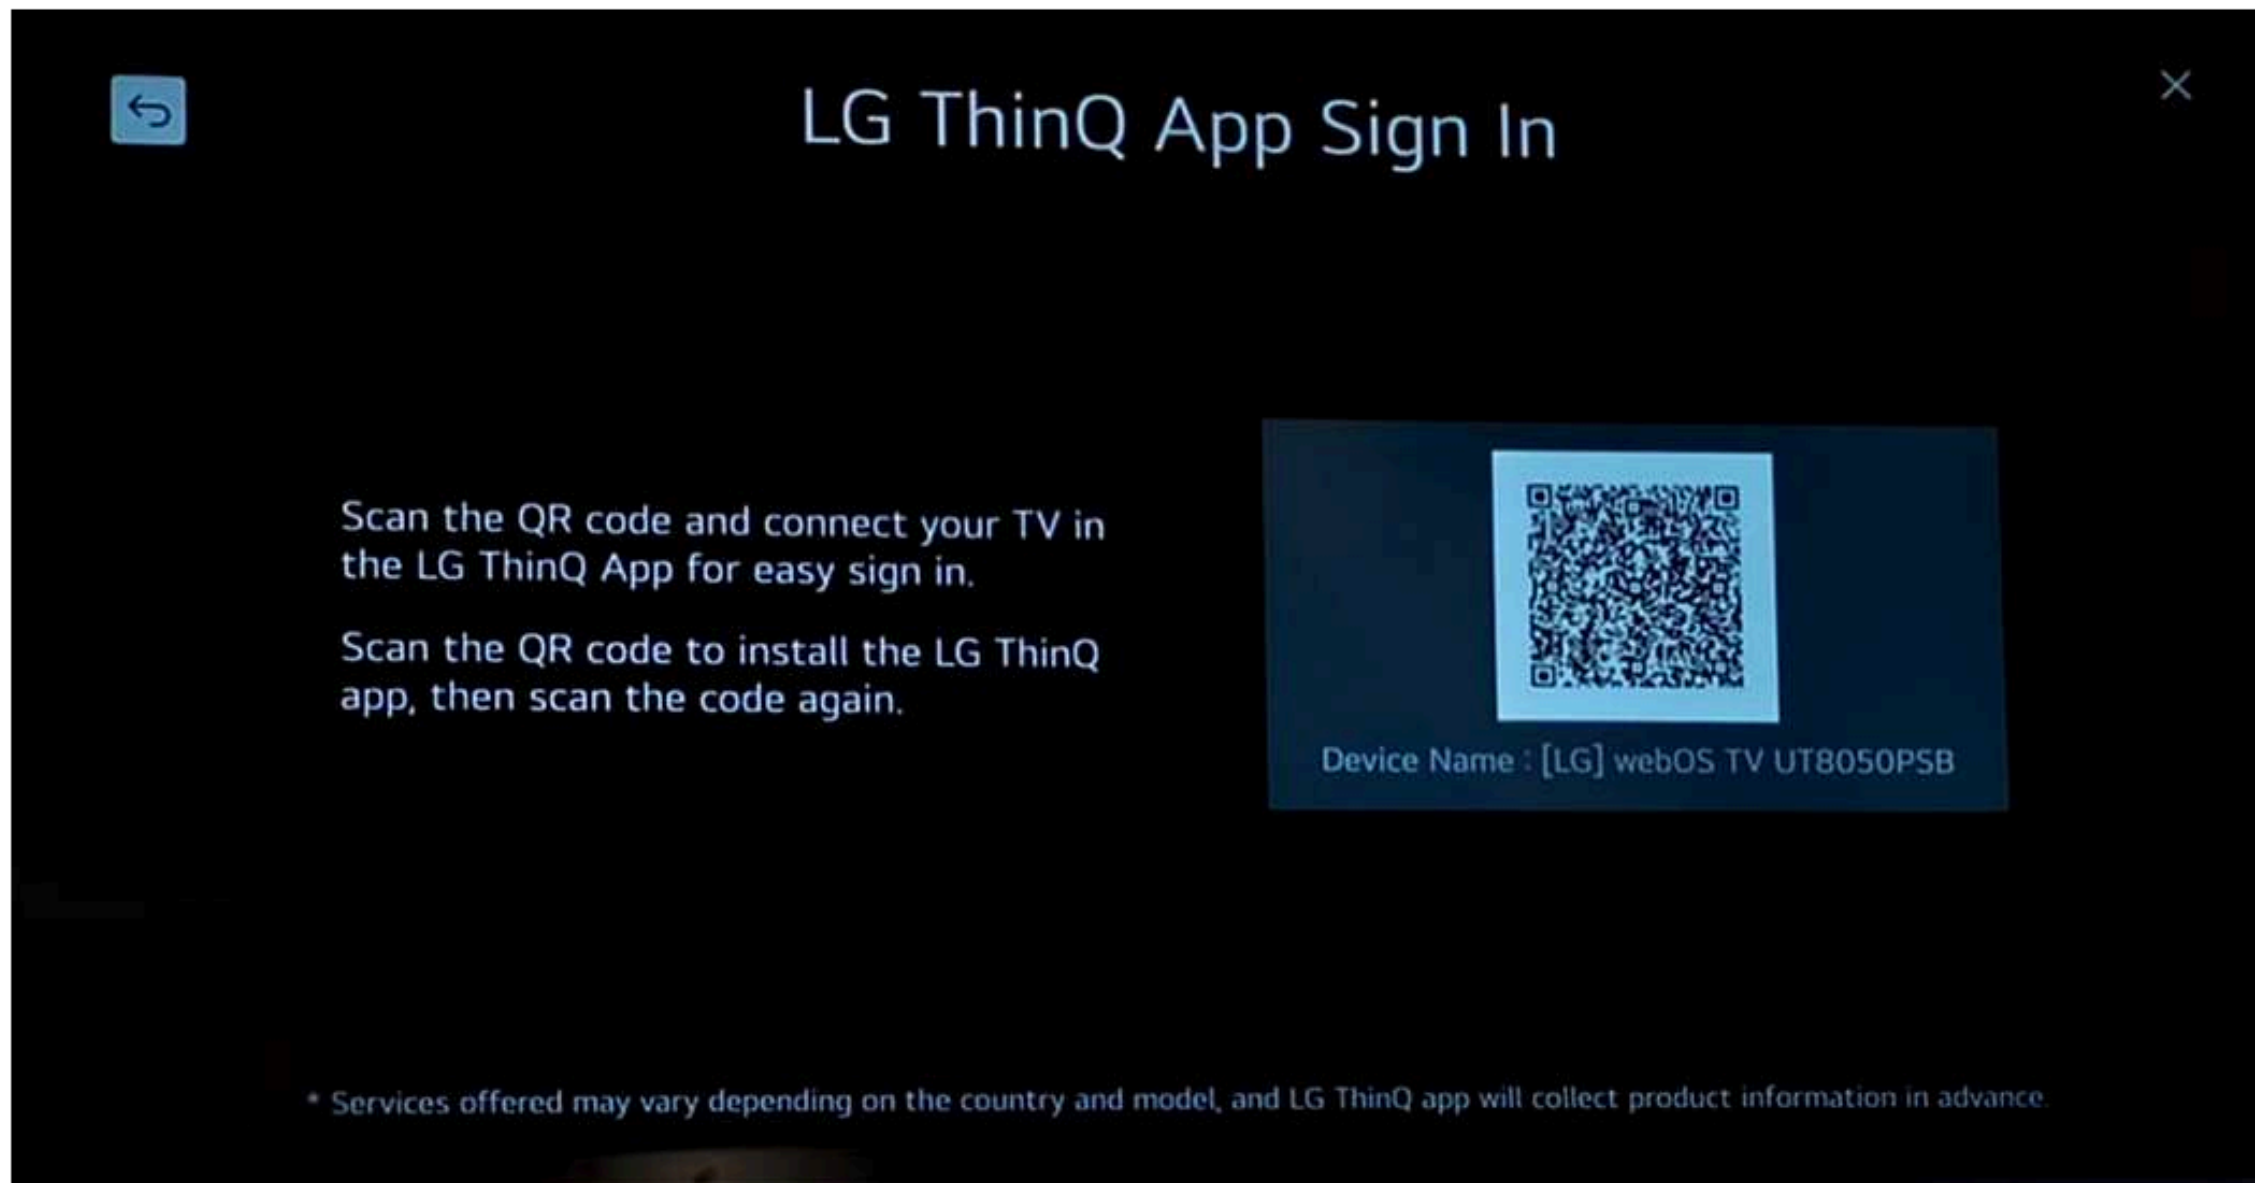 LG ThinQ App Sign In
Scan the QR code and connect your TV in
the LG ThinQ App for easy sign in.
Scan the QR code to install the LG ThinQ
app, then scan the code again.
Device Name : [LG] webOS TV UT8050PSB
* Services offered may vary depending on the country and model, and LG ThinQ app will collect product information in advance.